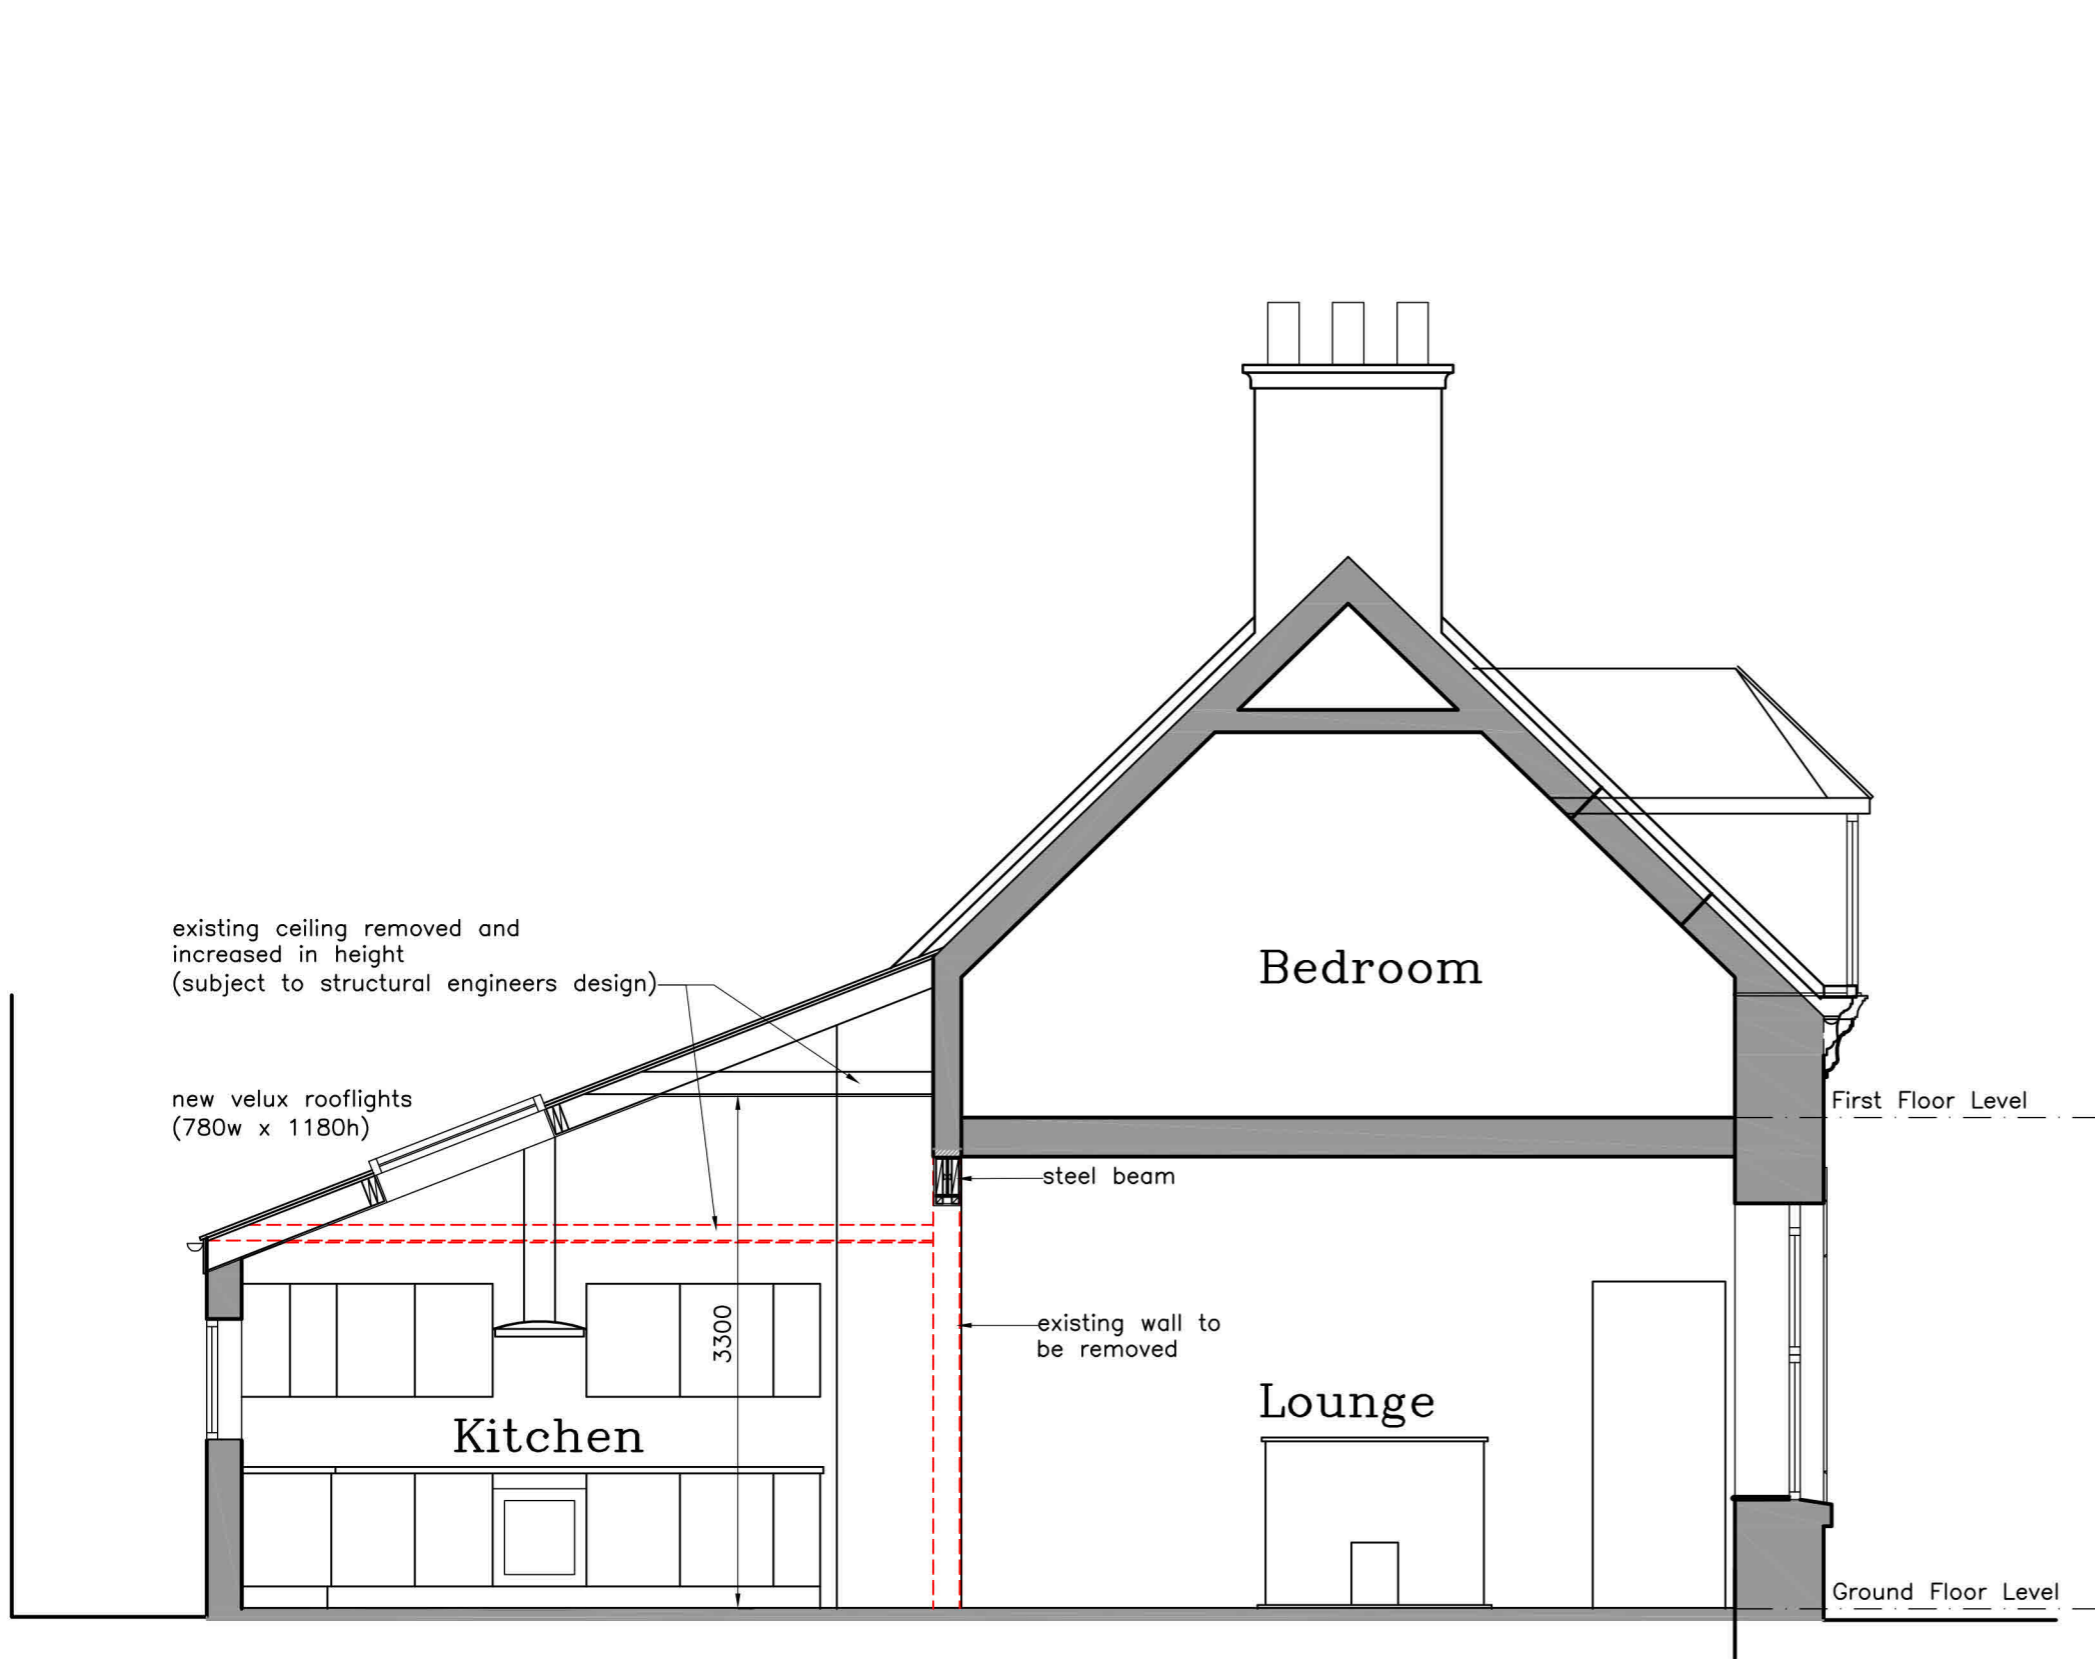 existing ceiling removed and
increased in height
(subject to structural engineers design)
Bedroom
new velux rooflights
(780w x 1180h)
First Floor Level
steel beam
3300
existing wall to
be removed
Kitchen
Lounge
Ground Floor Level